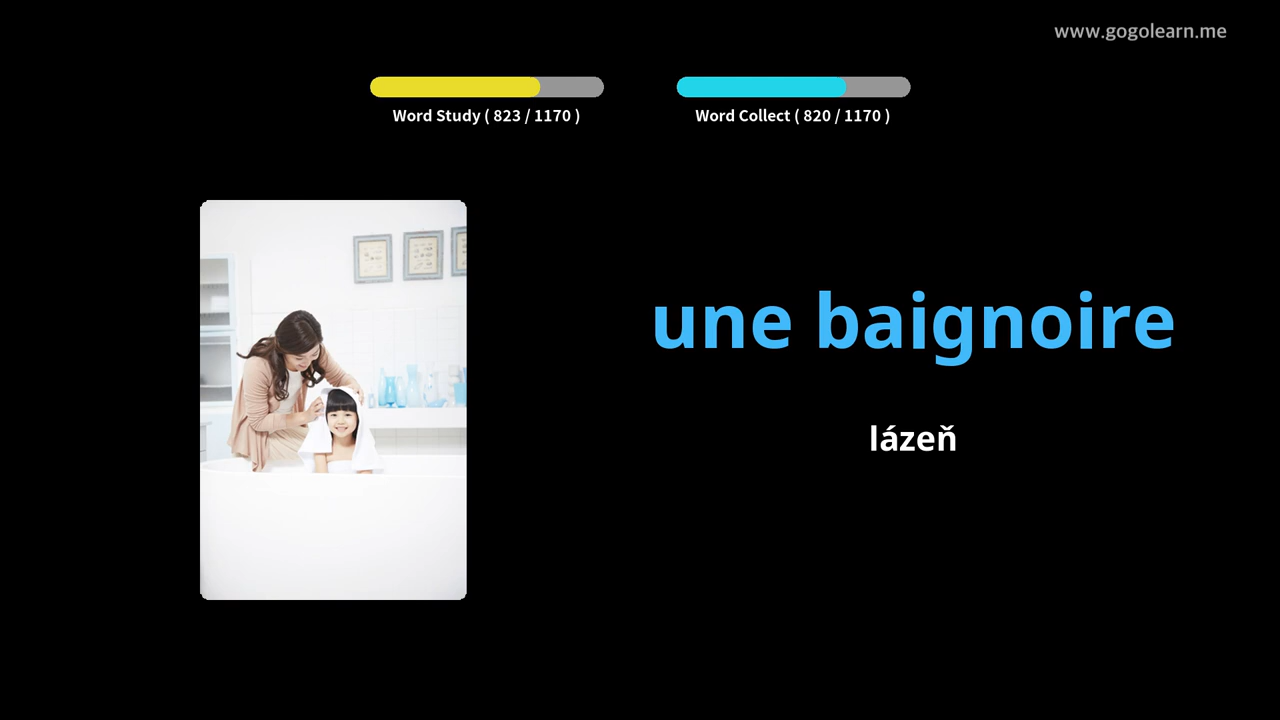 www.gogolearn.me
Word Study ( 823 / 1170 )
Word Collect ( 820 / 1170 )
une baignoire
lázeň